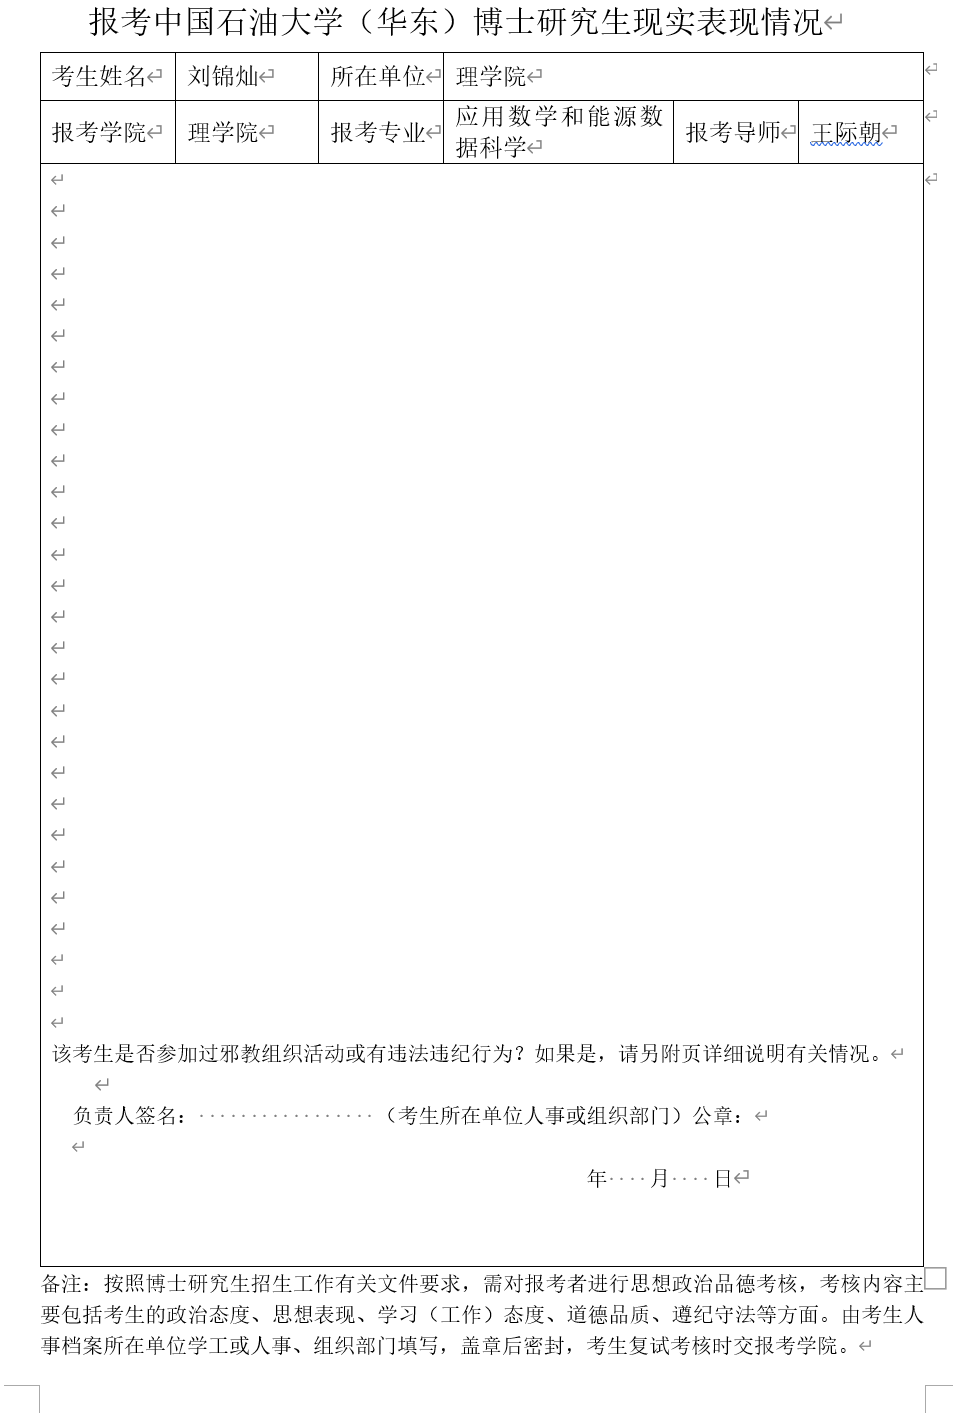 报考中国石油大学（华东）博士研究生现实表现情况
考生姓名 刘锦灿 所在单位 理学院
报考学院 理学院 报考专业 应用数学和能源数据科学 报考导师 王际朝
该考生是否参加过邪教组织活动或有违法违纪行为？如果是，请另附页详细说明有关情况。
负责人签名： （考生所在单位人事或组织部门）公章：
年 月 日
备注：按照博士研究生招生工作有关文件要求，需对报考者进行思想政治品德考核，考核内容主
要包括考生的政治态度、思想表现、学习（工作）态度、道德品质、遵纪守法等方面。由考生人
事档案所在单位学工或人事、组织部门填写，盖章后密封，考生复试考核时交报考学院。